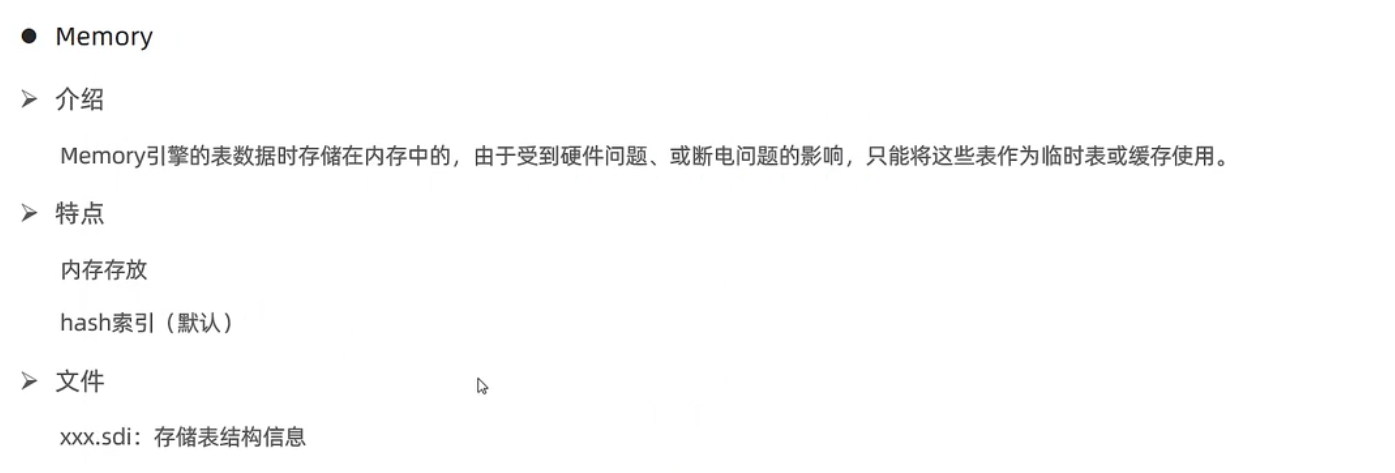 ● Memory
➢ 介绍
Memory引擎的表数据时存储在内存中的，由于受到硬件问题、或断电问题的影响，只能将这些表作为临时表或缓存使用。
➢ 特点
内存存放
hash索引（默认）
➢ 文件
xxx.sdi：存储表结构信息